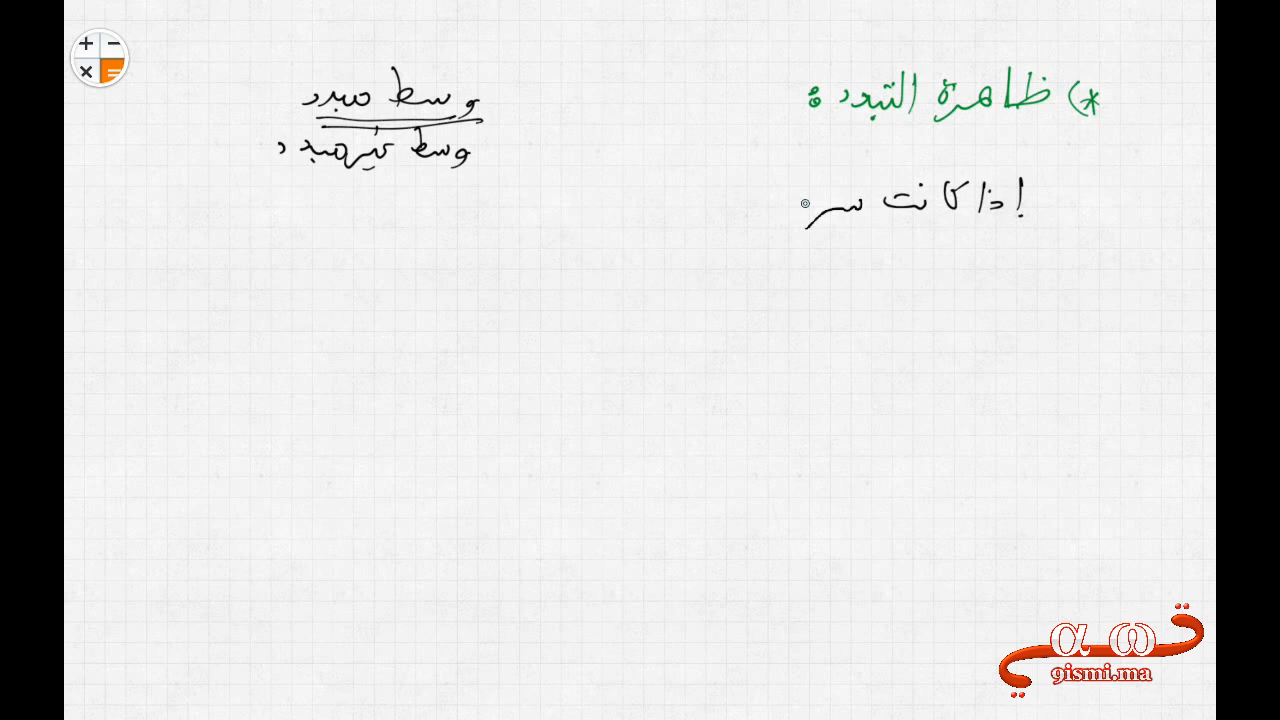 *) ظاهرة التبدد :
وسط مبدد
وسط غير مبدد
إذا كانت سر
gismi.ma